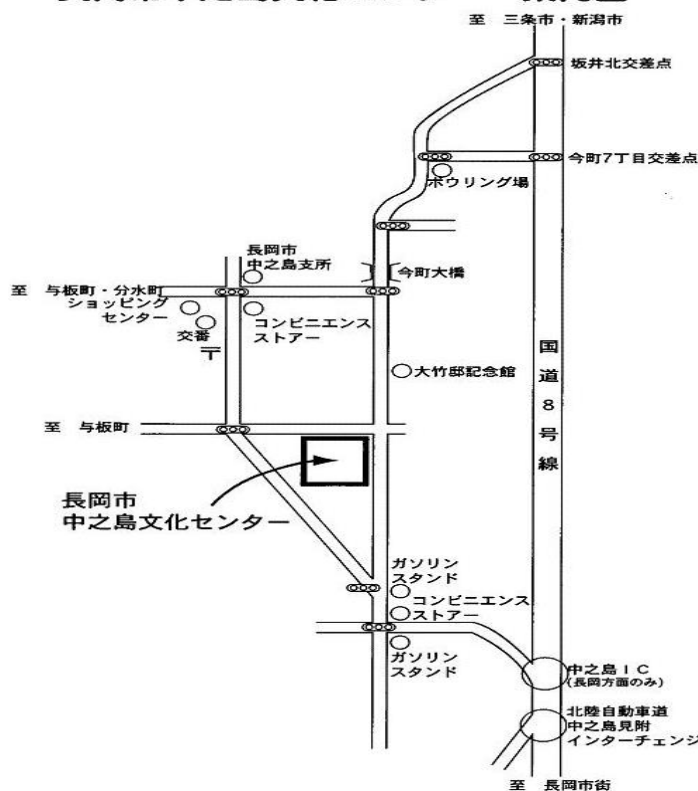 至 三条市・新潟市
坂井北交差点
今町7丁目交差点
ボウリング場
長岡市
中之島支所
今町大橋
至 与板町・分水町
ショッピング
センター
コンビニエンス
ストアー
交番
〒
大竹邸記念館
国道8号線
至 与板町
長岡市
中之島文化センター
ガソリン
スタンド
コンビニエンス
ストアー
ガソリン
スタンド
中之島IC
(長岡方面のみ)
北陸自動車道
中之島見附
インターチェンジ
至 長岡市街